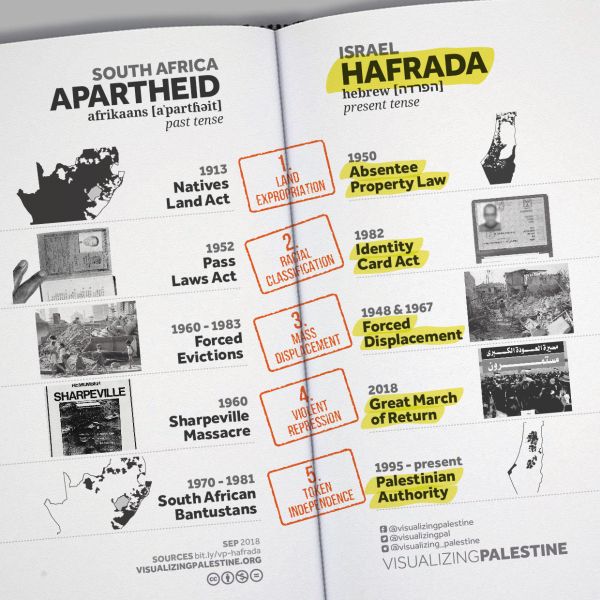 SOUTH AFRICA
APARTHEID
afrikaans [aˈpartɦəit]
past tense
ISRAEL
HAFRADA
hebrew [הפרדה]
present tense
1913
Natives
Land Act
1.
LAND
EXPROPRIATION
1950
Absentee
Property Law
1952
Pass
Laws Act
2.
RACIAL
CLASSIFICATION
1982
Identity
Card Act
1960 - 1983
Forced
Evictions
3.
MASS
DISPLACEMENT
1948 & 1967
Forced
Displacement
SHARPEVILLE
1960
Sharpeville
Massacre
4.
VIOLENT
REPRESSION
2018
Great March
of Return
مسيرة العودة الكبرى
1970 - 1981
South African
Bantustans
5.
TOKEN
INDEPENDENCE
1995 - present
Palestinian
Authority
SEP 2018
SOURCES bit.ly/vp-hafrada
VISUALIZINGPALESTINE.ORG
@visualizingpalestine
@visualizingpal
@visualizing_palestine
VISUALIZINGPALESTINE